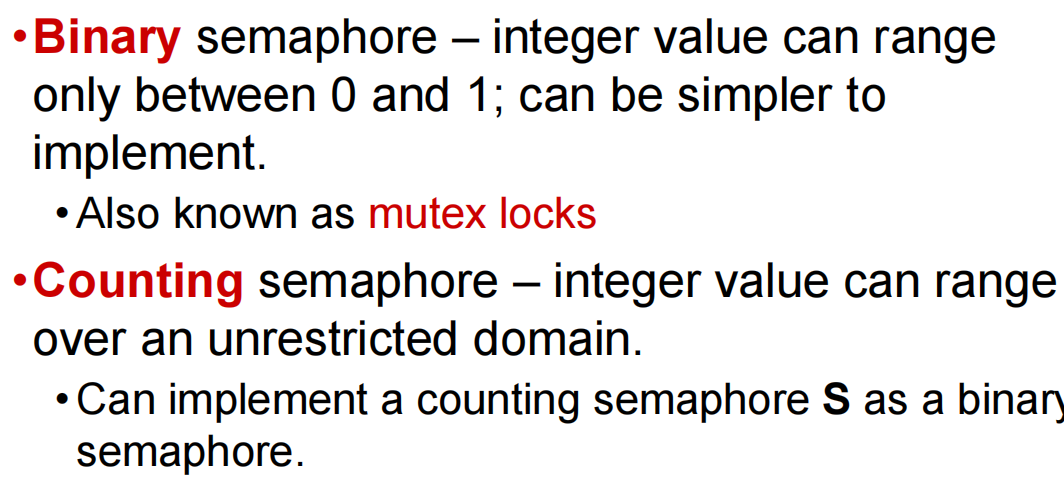 •Binary semaphore – integer value can range
only between 0 and 1; can be simpler to
implement.
•Also known as mutex locks
•Counting semaphore – integer value can range
over an unrestricted domain.
•Can implement a counting semaphore S as a binary
semaphore.